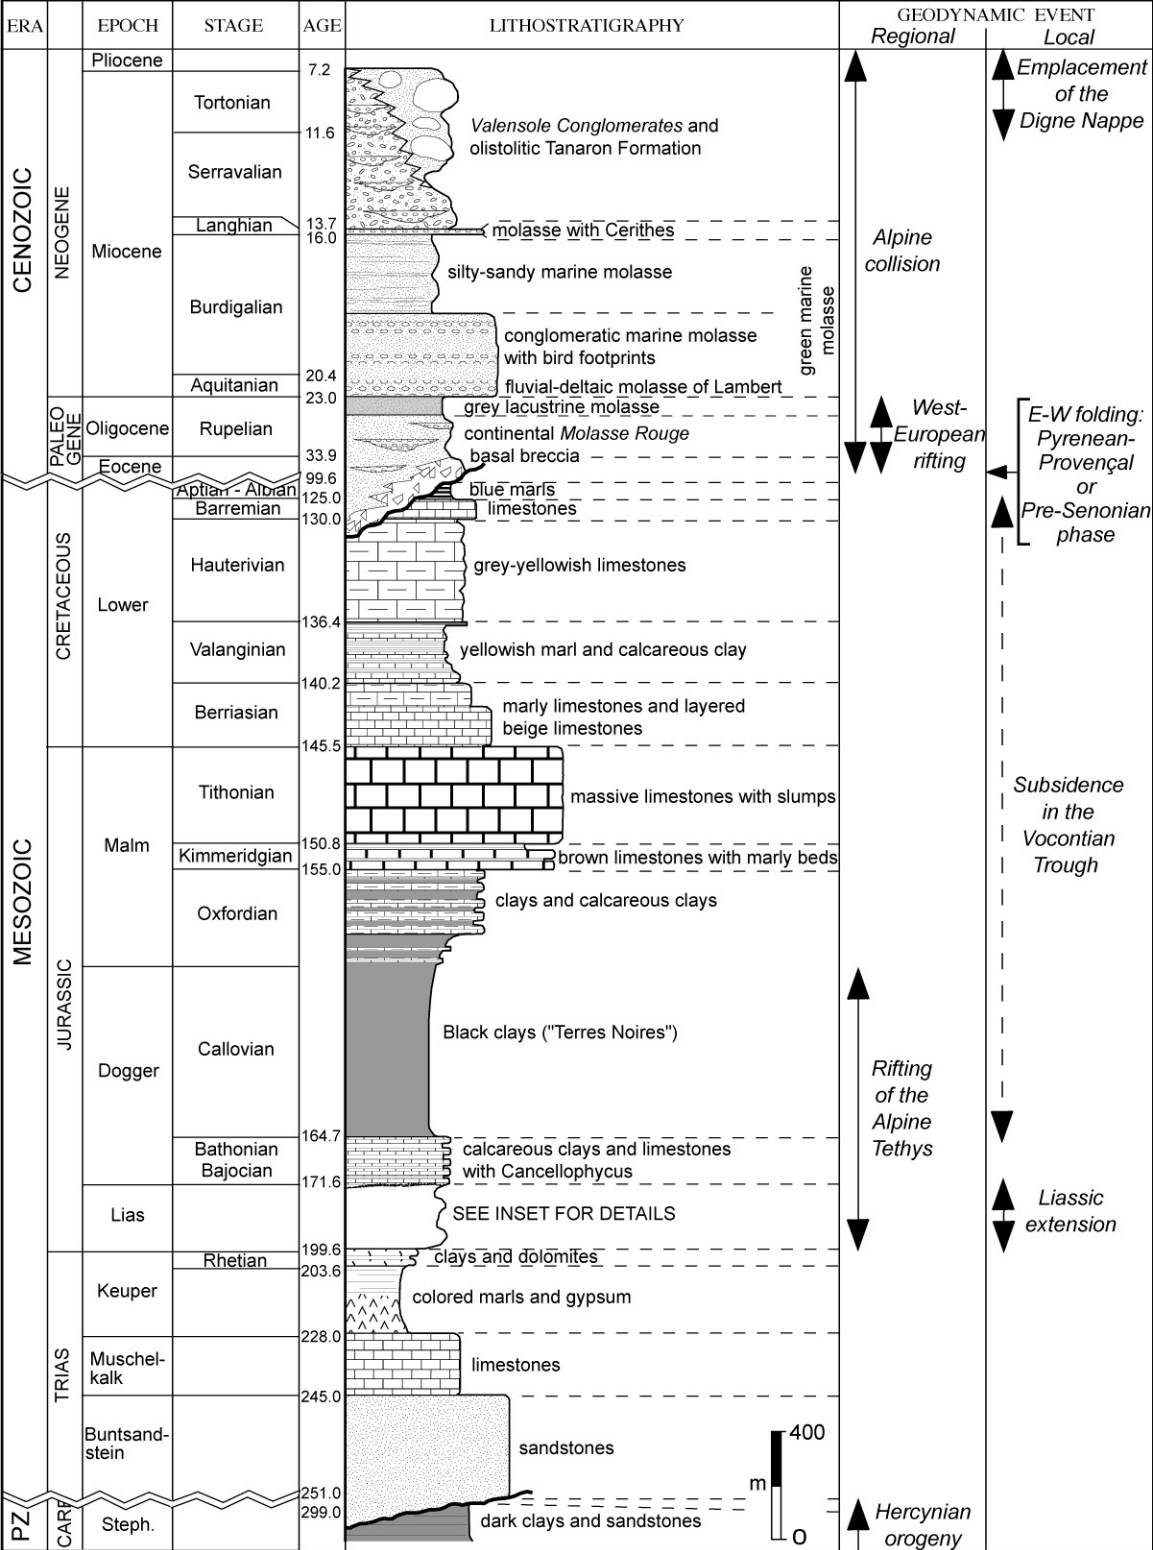 ERA EPOCH STAGE AGE LITHOSTRATIGRAPHY GEODYNAMIC EVENT
Regional Local
CENOZOIC
MESOZOIC
PZ
NEOGENE
PALEO
GENE
CRETACEOUS
JURASSIC
TRIAS
CARB
Pliocene
Miocene
Oligocene
Eocene
Lower
Malm
Dogger
Lias
Keuper
Muschel-
kalk
Buntsand-
stein
Steph.
Tortonian
Serravalian
Langhian
Burdigalian
Aquitanian
Rupelian
Aptian - Albian
Barremian
Hauterivian
Valanginian
Berriasian
Tithonian
Kimmeridgian
Oxfordian
Callovian
Bathonian
Bajocian
Rhetian
7.2
11.6
13.7
16.0
20.4
23.0
33.9
99.6
125.0
130.0
136.4
140.2
145.5
150.8
155.0
164.7
171.6
199.6
203.6
228.0
245.0
251.0
299.0
Valensole Conglomerates and
olistolitic Tanaron Formation
molasse with Cerithes
silty-sandy marine molasse
conglomeratic marine molasse
with bird footprints
fluvial-deltaic molasse of Lambert
green marine
molasse
grey lacustrine molasse
continental Molasse Rouge
basal breccia
blue marls
limestones
grey-yellowish limestones
yellowish marl and calcareous clay
marly limestones and layered
beige limestones
massive limestones with slumps
brown limestones with marly beds
clays and calcareous clays
Black clays ("Terres Noires")
calcareous clays and limestones
with Cancellophycus
SEE INSET FOR DETAILS
clays and dolomites
colored marls and gypsum
limestones
sandstones
dark clays and sandstones
400
m
0
Alpine
collision
West-
European
rifting
Rifting
of the
Alpine
Tethys
Hercynian
orogeny
Emplacement
of the
Digne Nappe
E-W folding:
Pyrenean-
Provençal
or
Pre-Senonian
phase
Subsidence
in the
Vocontian
Trough
Liassic
extension